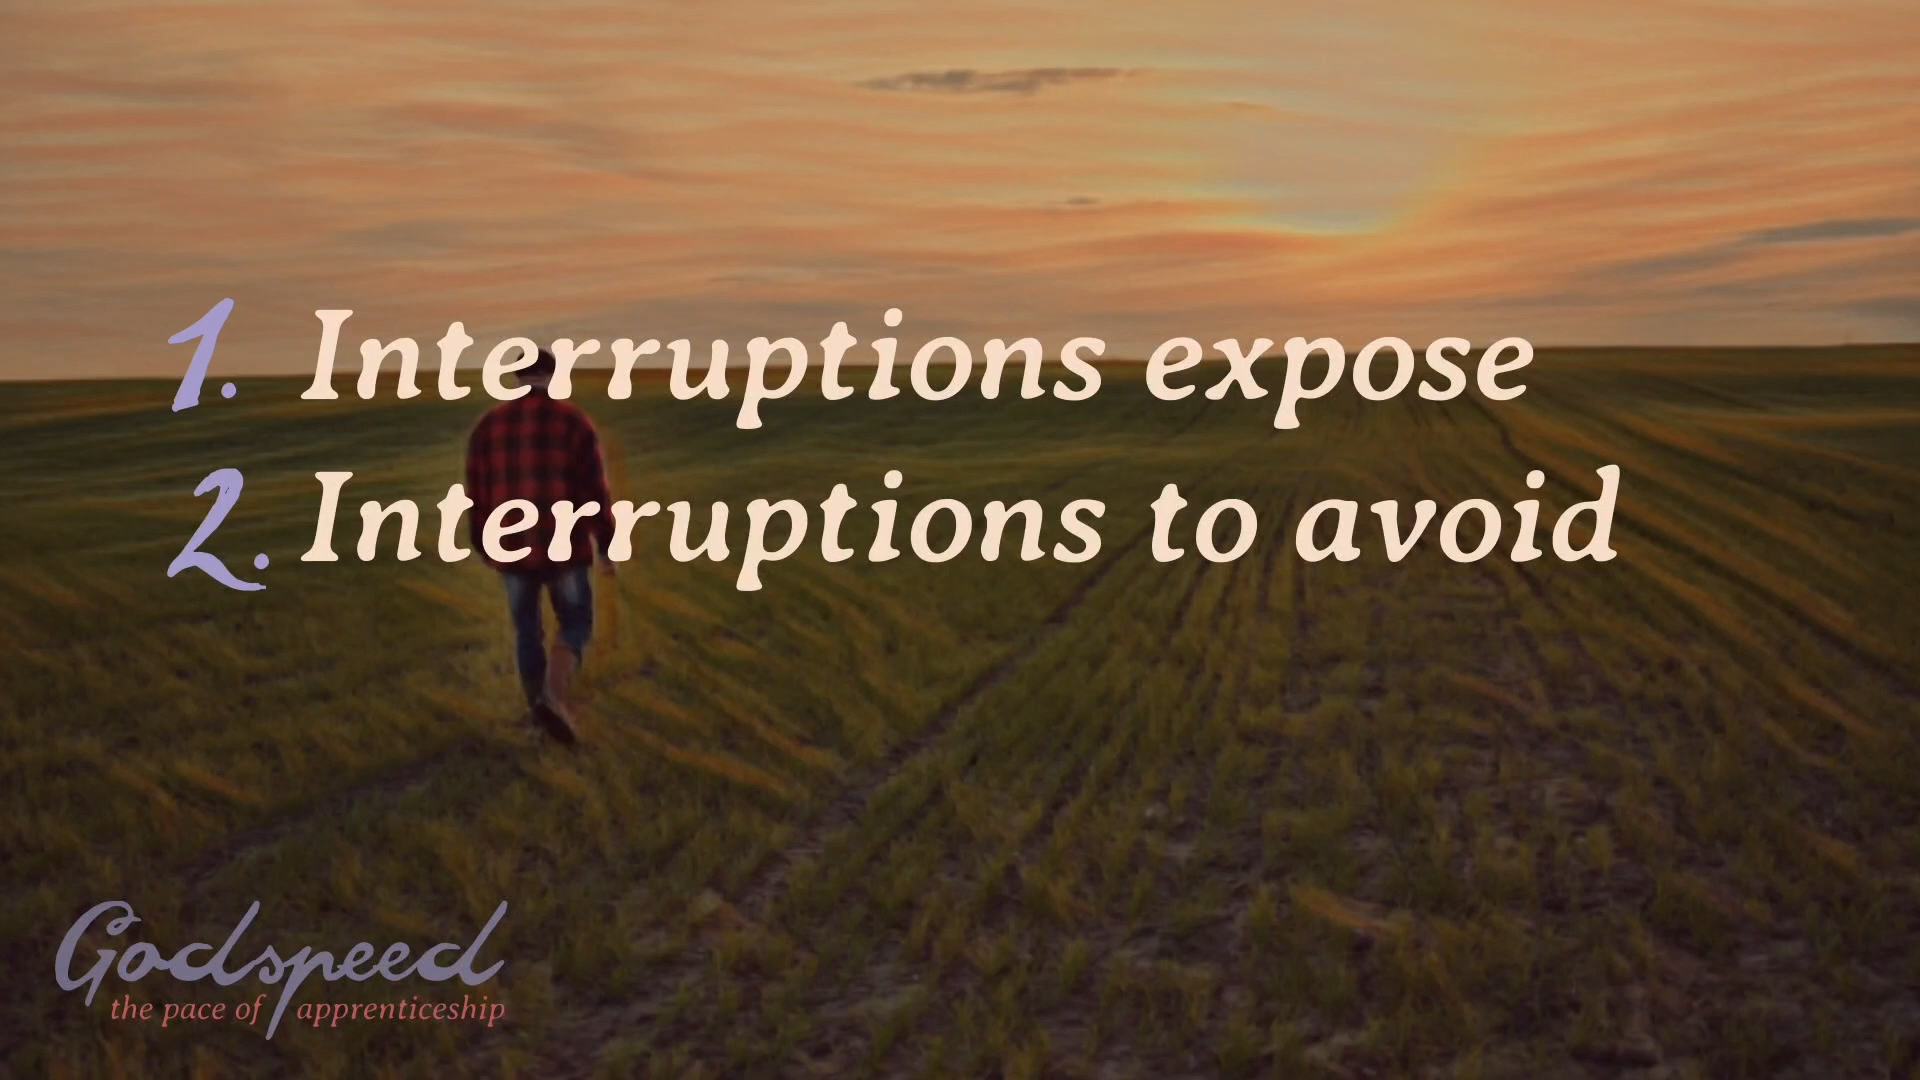 1. Interruptions expose
2. Interruptions to avoid
Godspeed
the pace of apprenticeship